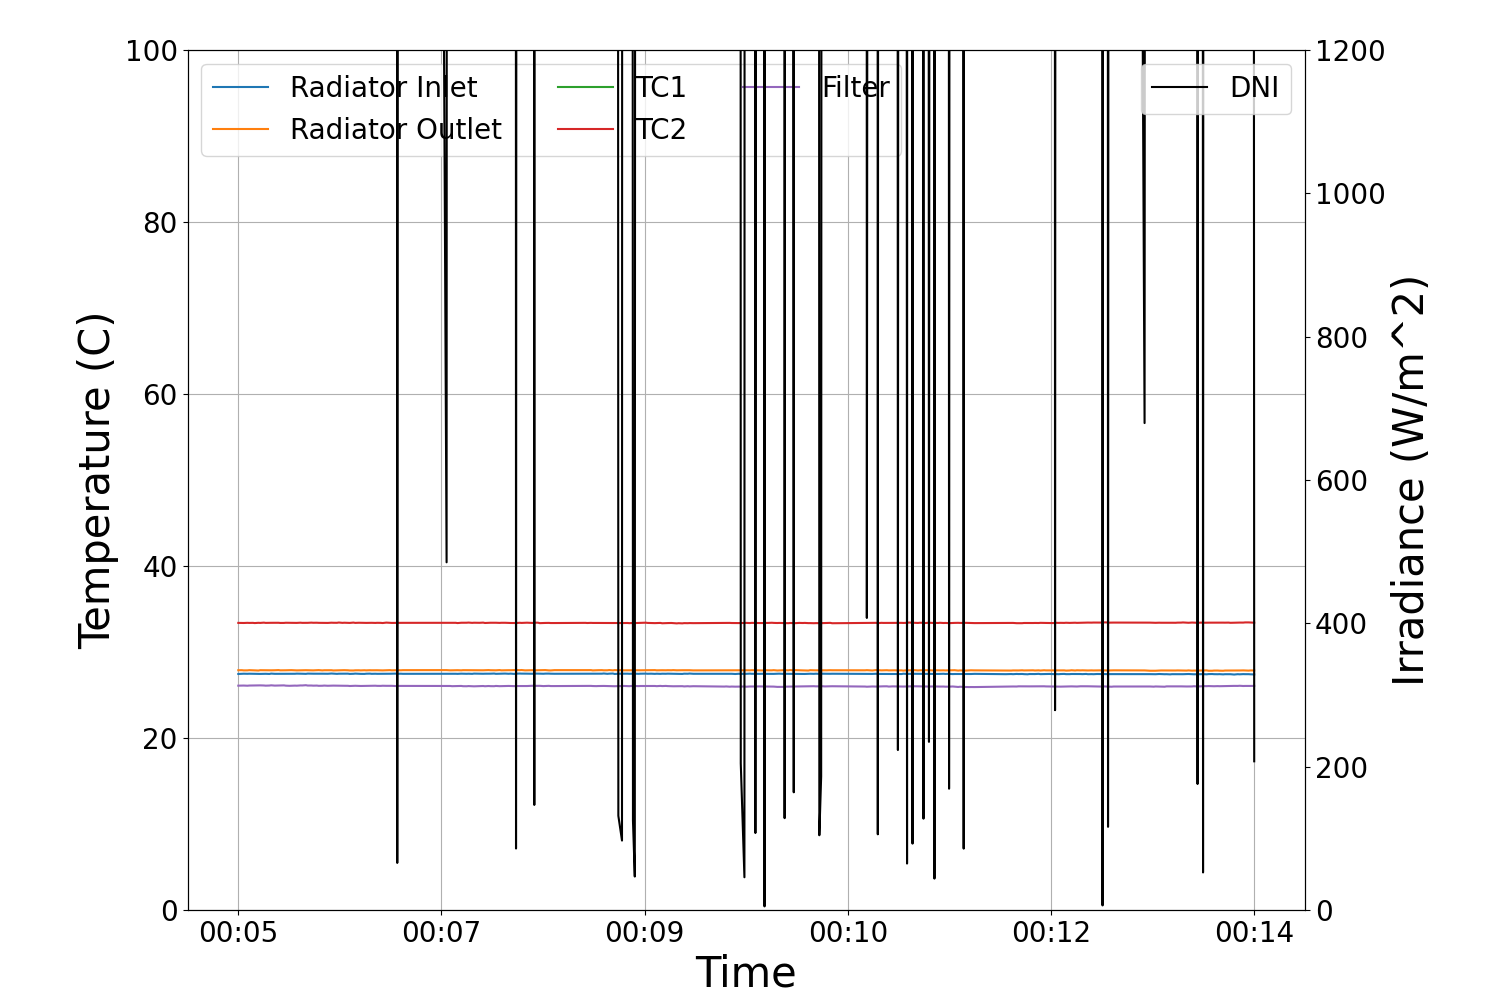 100
80
60
40
20
0
Temperature (C)
Radiator Inlet
Radiator Outlet
TC1
TC2
Filter
DNI
1200
1000
800
600
400
200
0
Irradiance (W/m^2)
00:05 00:07 00:09 00:10 00:12 00:14
Time